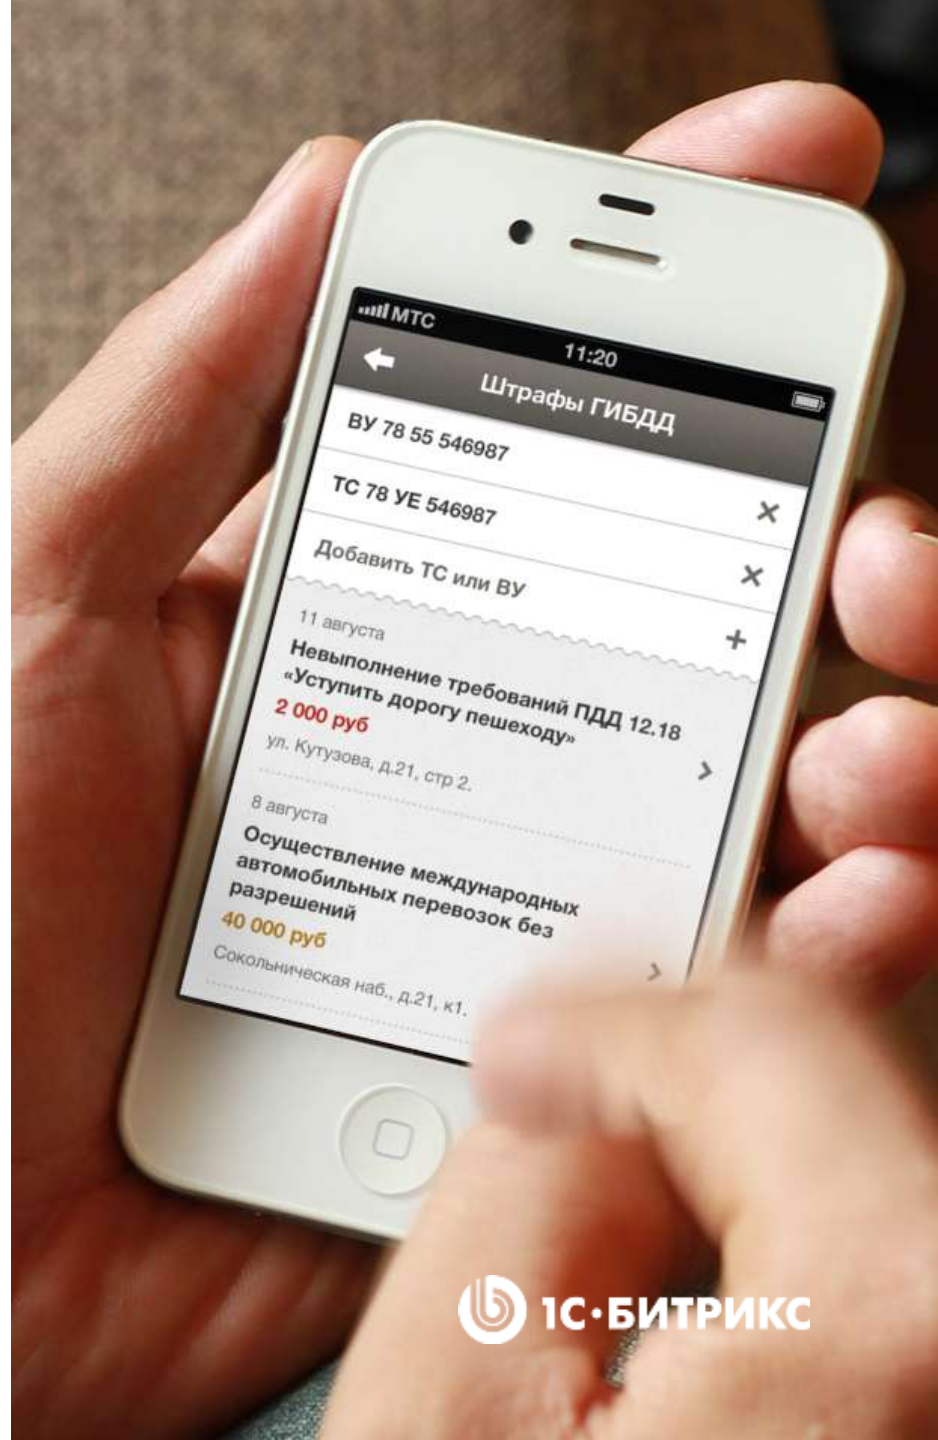 МТС
11:20
Штрафы ГИБДД
ВУ 78 55 546987
ТС 78 УЕ 546987
Добавить ТС или ВУ
11 августа
Невыполнение требований ПДД 12.18
«Уступить дорогу пешеходу»
2 000 руб
ул. Кутузова, д.21, стр 2.
8 августа
Осуществление международных
автомобильных перевозок без
разрешений
40 000 руб
Сокольническая наб., д.21, к1.
1С·БИТРИКС